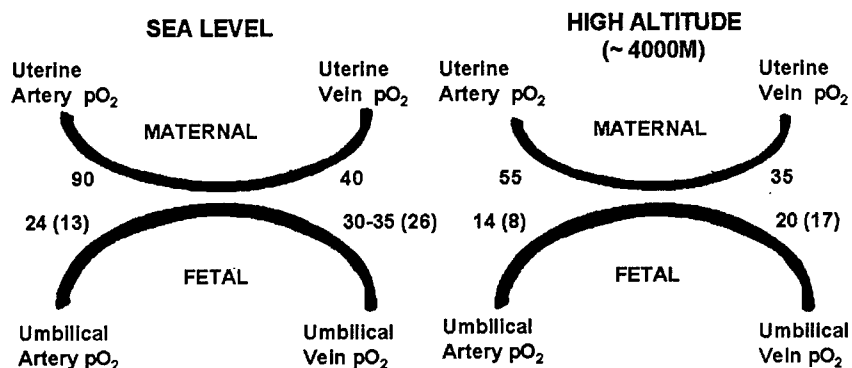 SEA LEVEL
Uterine
Artery pO₂
Uterine
Vein pO₂
MATERNAL
90
40
24 (13)
30-35 (26)
FETAL
Umbilical
Artery pO₂
Umbilical
Vein pO₂
HIGH ALTITUDE
(~ 4000M)
Uterine
Artery pO₂
Uterine
Vein pO₂
MATERNAL
55
35
14 (8)
20 (17)
FETAL
Umbilical
Artery pO₂
Umbilical
Vein pO₂